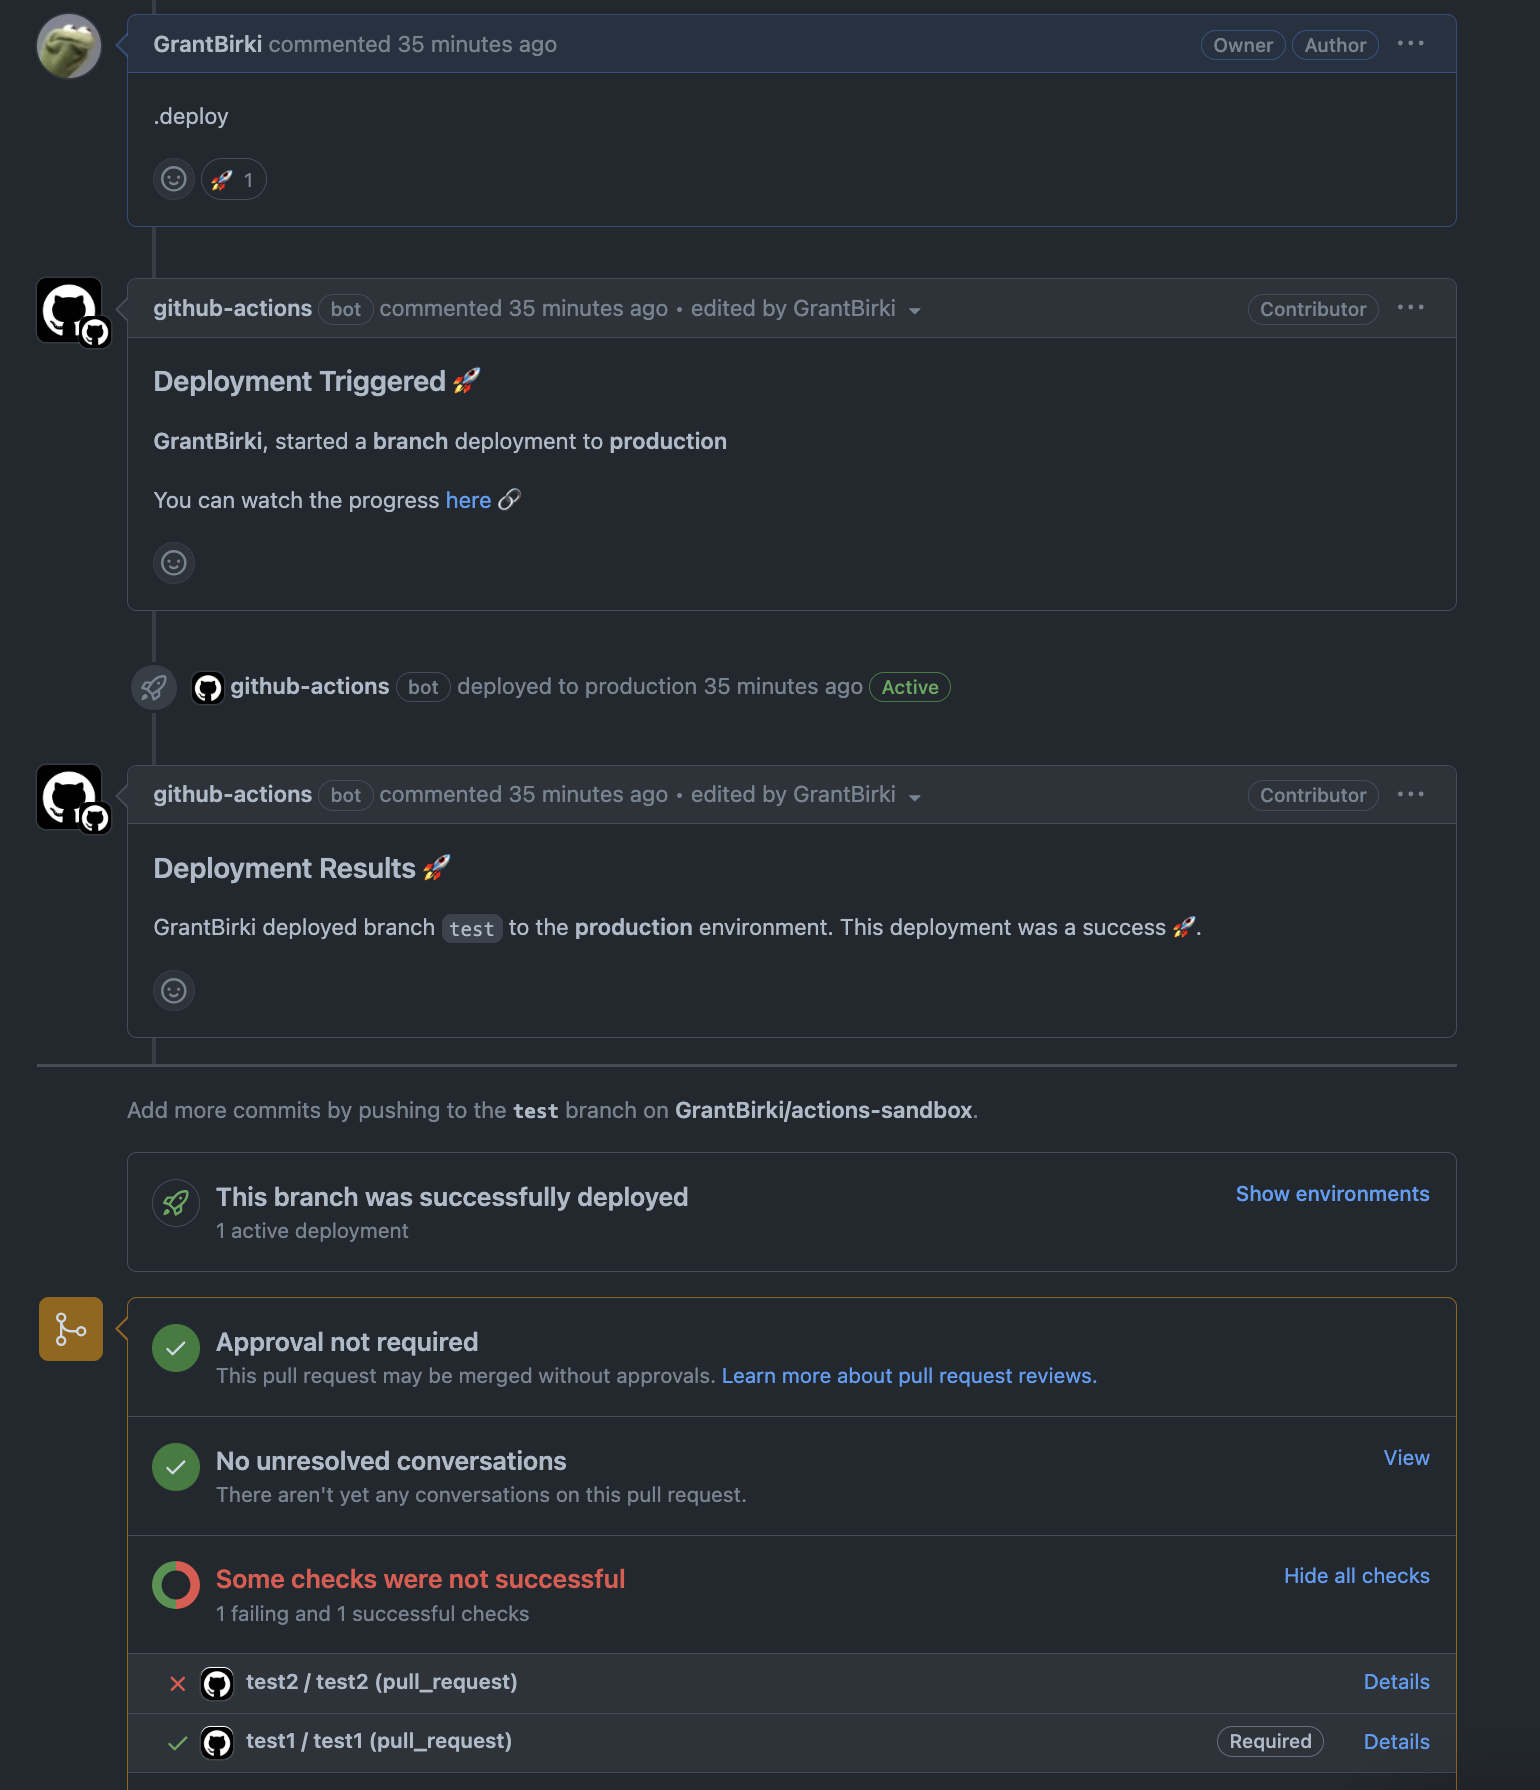 GrantBirki commented 35 minutes ago Owner Author
.deploy
1
github-actions bot commented 35 minutes ago • edited by GrantBirki Contributor
Deployment Triggered 🚀
GrantBirki, started a branch deployment to production
You can watch the progress here 🔗
github-actions bot deployed to production 35 minutes ago Active
github-actions bot commented 35 minutes ago • edited by GrantBirki Contributor
Deployment Results 🚀
GrantBirki deployed branch test to the production environment. This deployment was a success 🚀.
Add more commits by pushing to the test branch on GrantBirki/actions-sandbox.
This branch was successfully deployed Show environments
1 active deployment
Approval not required
This pull request may be merged without approvals. Learn more about pull request reviews.
No unresolved conversations View
There aren't yet any conversations on this pull request.
Some checks were not successful Hide all checks
1 failing and 1 successful checks
test2 / test2 (pull_request) Details
test1 / test1 (pull_request) Required Details